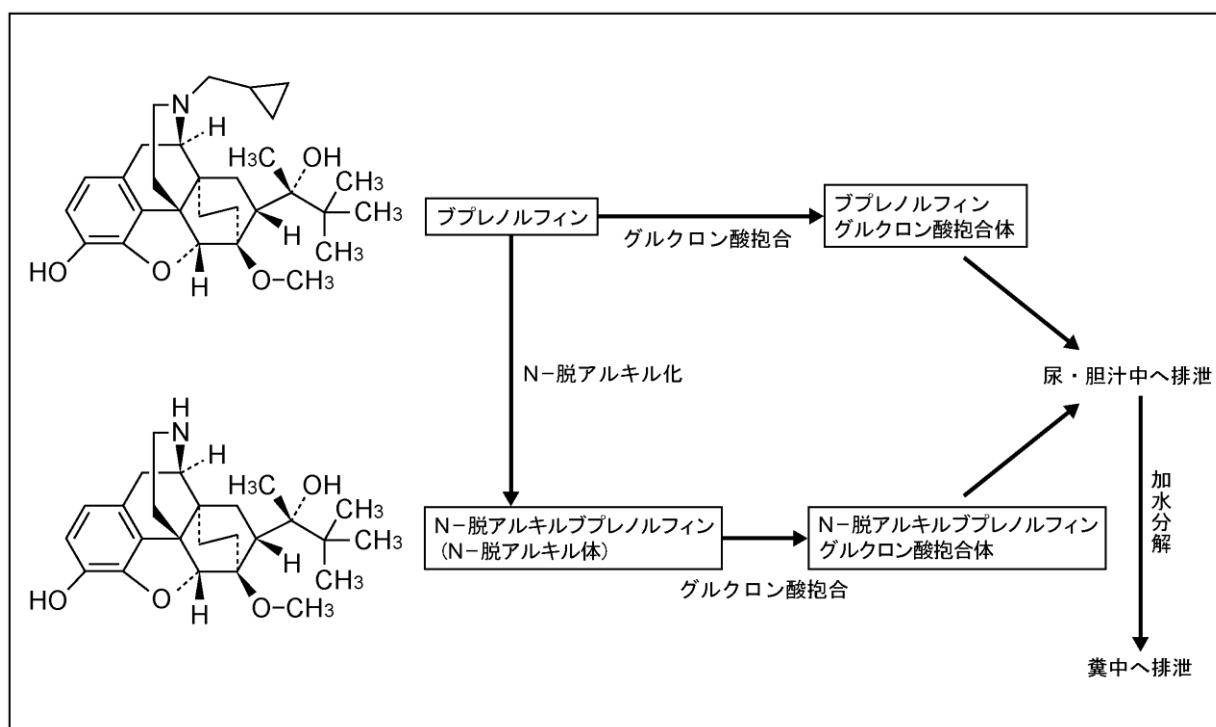 N
H
H3C
OH
CH3
CH3
CH3
H
HO
O
H
O−CH3
ブプレノルフィン
グルクロン酸抱合
ブプレノルフィン
グルクロン酸抱合体
N−脱アルキル化
尿・胆汁中へ排泄
加水分解
H
N
H
H3C
OH
CH3
CH3
CH3
H
HO
O
H
O−CH3
N−脱アルキルブプレノルフィン
(N−脱アルキル体)
グルクロン酸抱合
N−脱アルキルブプレノルフィン
グルクロン酸抱合体
糞中へ排泄